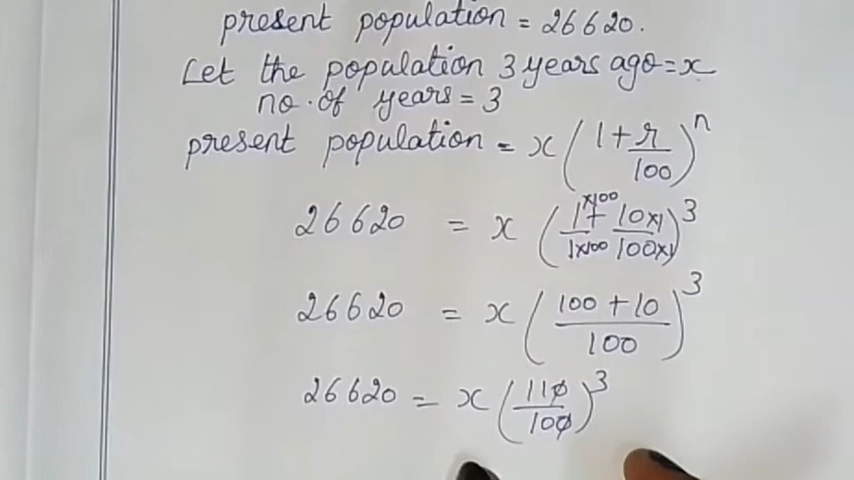 present population = 26620.
Let the population 3 years ago = x
no. of years = 3
present population = x (1 + r/100)^n
26620 = x (1×100/1×100 + 10×1/100×1)^3
26620 = x (100 + 10/100)^3
26620 = x (110/100)^3